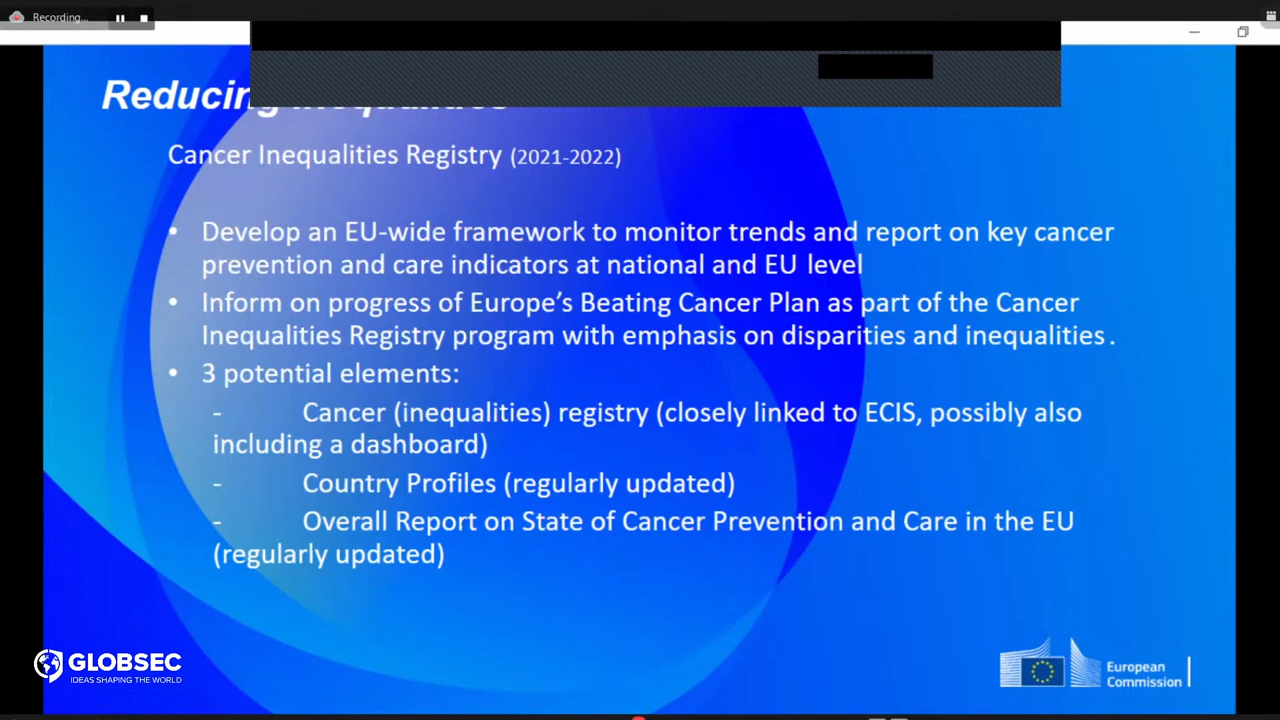 Recording...
Reducing Inequalities
Cancer Inequalities Registry (2021-2022)
• Develop an EU-wide framework to monitor trends and report on key cancer
prevention and care indicators at national and EU level
• Inform on progress of Europe’s Beating Cancer Plan as part of the Cancer
Inequalities Registry program with emphasis on disparities and inequalities.
• 3 potential elements:
- Cancer (inequalities) registry (closely linked to ECIS, possibly also
including a dashboard)
- Country Profiles (regularly updated)
- Overall Report on State of Cancer Prevention and Care in the EU
(regularly updated)
GLOBSEC
IDEAS SHAPING THE WORLD
European
Commission